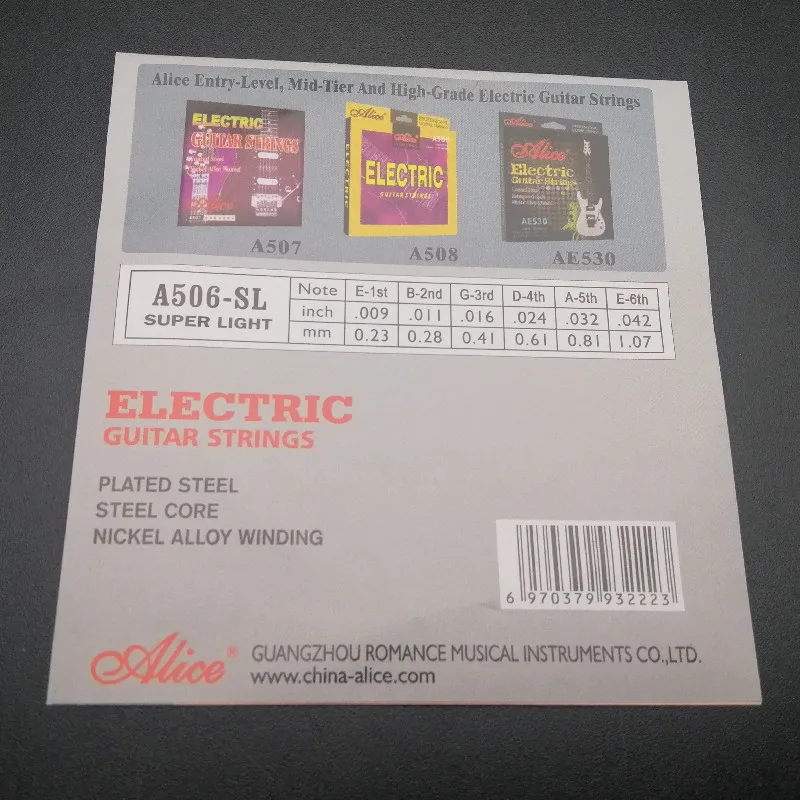 Alice Entry-Level, Mid-Tier And High-Grade Electric Guitar Strings
ELECTRIC
GUITAR STRINGS
Alice
A507
Alice
ELECTRIC
ELECTRIC
GUITAR STRINGS
A508
Alice
Alice
Electric
Guitar Strings
AE530
AE530
A506-SL
SUPER LIGHT
Note E-1st B-2nd G-3rd D-4th A-5th E-6th
inch .009 .011 .016 .024 .032 .042
mm 0.23 0.28 0.41 0.61 0.81 1.07
ELECTRIC
GUITAR STRINGS
PLATED STEEL
STEEL CORE
NICKEL ALLOY WINDING
6 970379 932223
Alice® GUANGZHOU ROMANCE MUSICAL INSTRUMENTS CO.,LTD.
www.china-alice.com